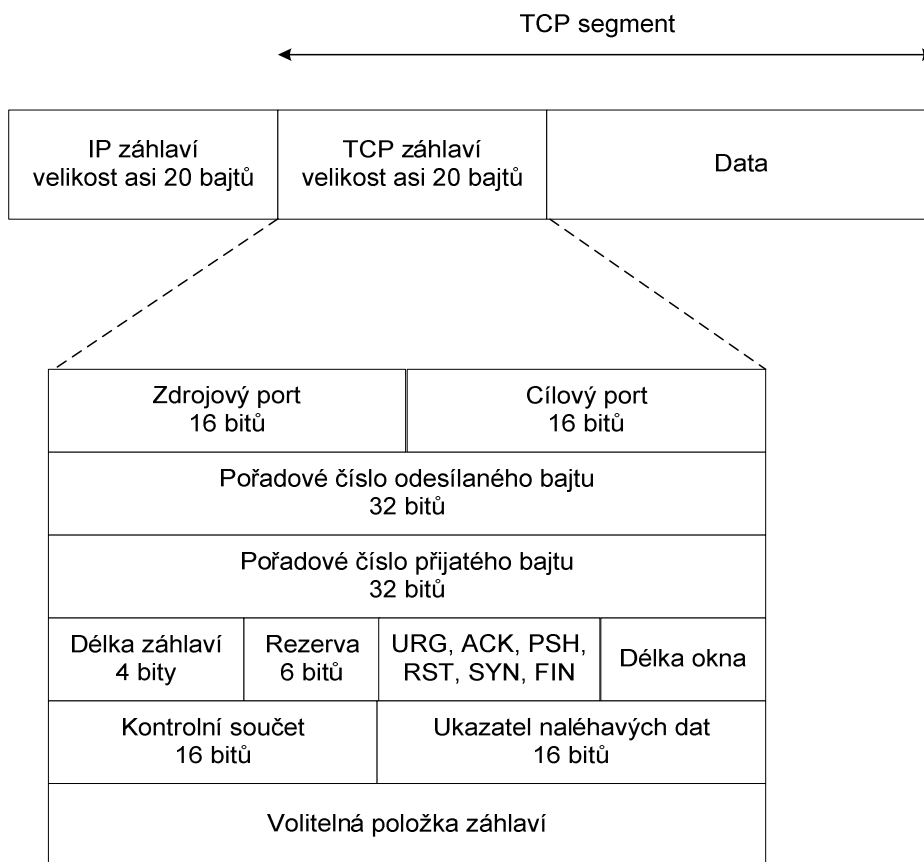 TCP segment
IP záhlaví
velikost asi 20 bajtů
TCP záhlaví
velikost asi 20 bajtů
Data
Zdrojový port
16 bitů
Cílový port
16 bitů
Pořadové číslo odesílaného bajtu
32 bitů
Pořadové číslo přijatého bajtu
32 bitů
Délka záhlaví
4 bity
Rezerva
6 bitů
URG, ACK, PSH,
RST, SYN, FIN
Délka okna
Kontrolní součet
16 bitů
Ukazatel naléhavých dat
16 bitů
Volitelná položka záhlaví